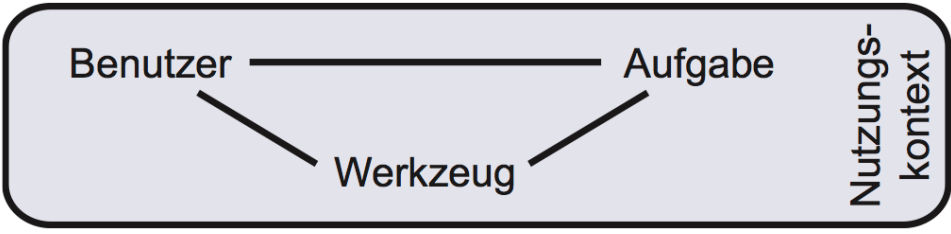 Benutzer
Aufgabe
Werkzeug
Nutzungs-
kontext